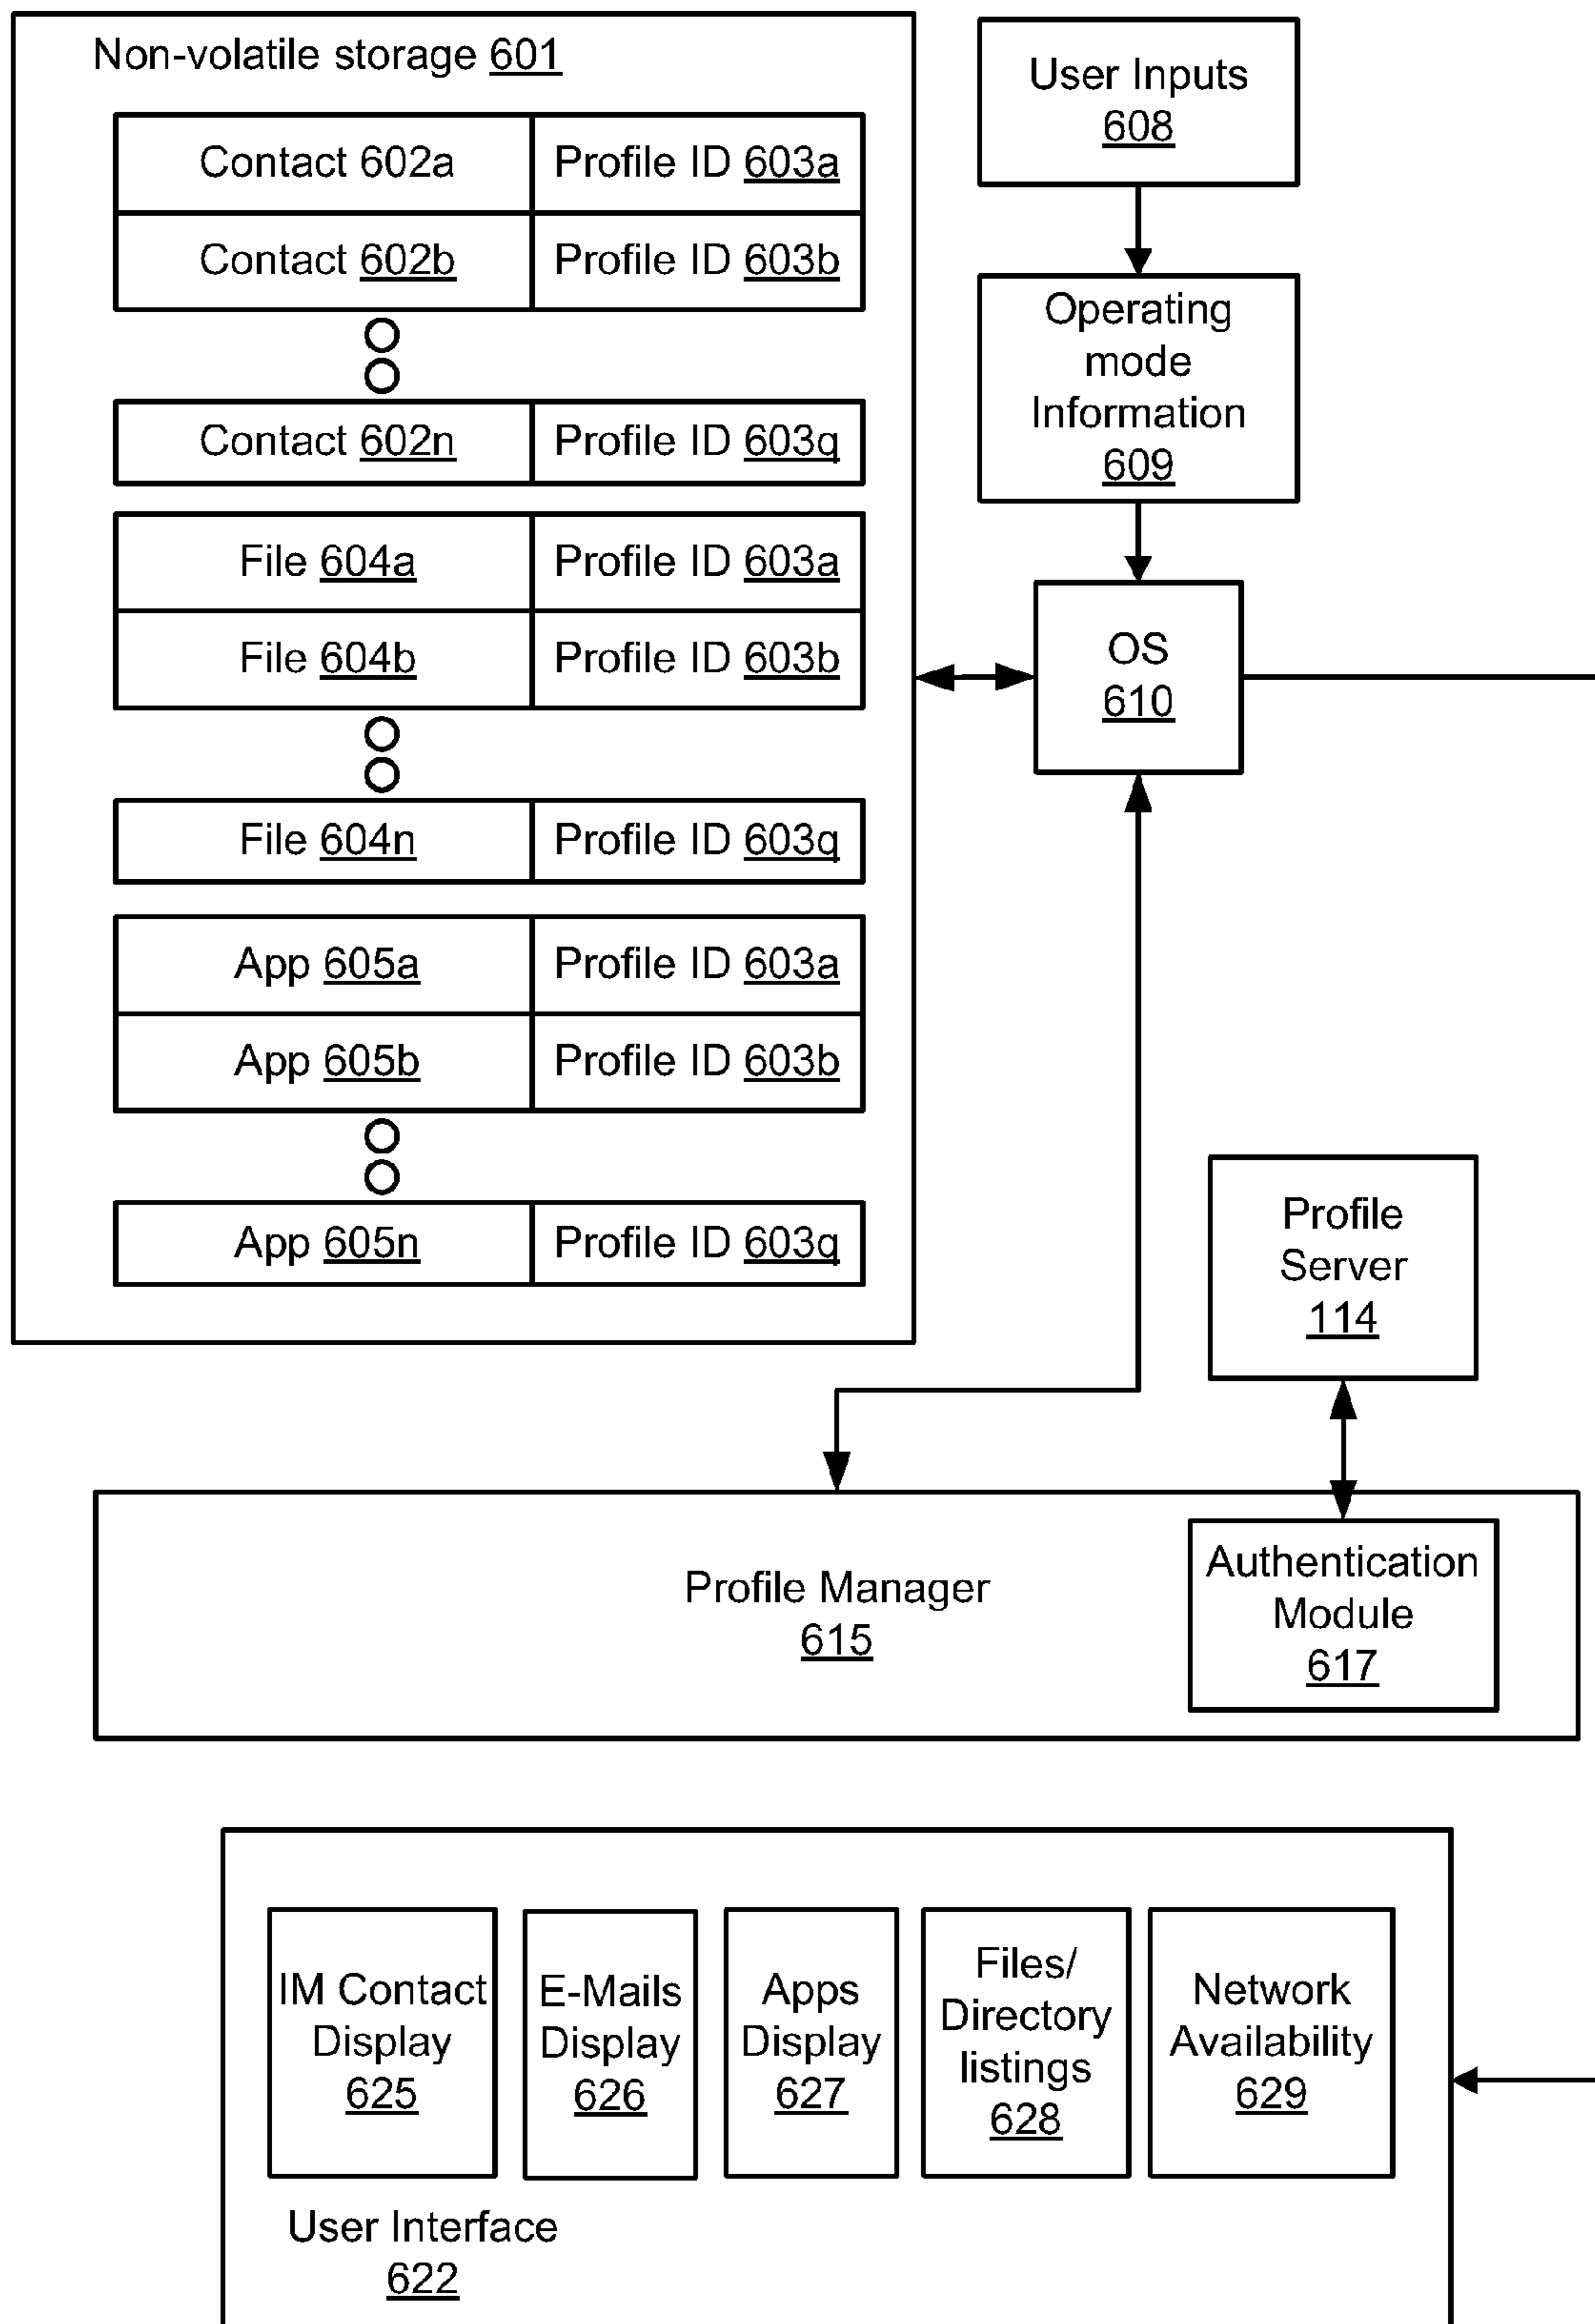 Non-volatile storage 601
Contact 602a Profile ID 603a
Contact 602b Profile ID 603b
Contact 602n Profile ID 603q
File 604a Profile ID 603a
File 604b Profile ID 603b
File 604n Profile ID 603q
App 605a Profile ID 603a
App 605b Profile ID 603b
App 605n Profile ID 603q
User Inputs
608
Operating
mode
Information
609
OS
610
Profile
Server
114
Profile Manager
615
Authentication
Module
617
IM Contact
Display
625
E-Mails
Display
626
Apps
Display
627
Files/
Directory
listings
628
Network
Availability
629
User Interface
622